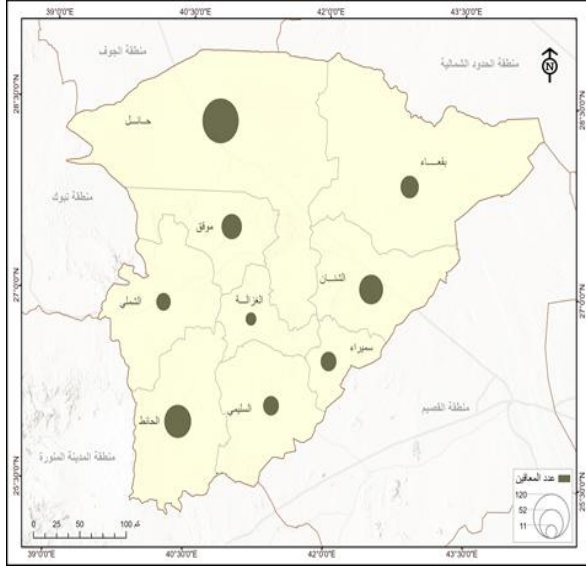 39°0'0"E 40°30'0"E 42°0'0"E 43°30'0"E
منطقة الجوف
منطقة الحدود الشمالية
N
28°30'0"N 28°30'0"N
حائل
بقعاء
منطقة تبوك
موقق
27°0'0"N 27°0'0"N
الشنان
الشملي
الغزالة
سميراء
الحائط
السليمي
منطقة القصيم
منطقة المدينة المنورة
25°30'0"N 25°30'0"N
عدد المعاقين
120
52
11
0 25 50 100 كم
39°0'0"E 40°30'0"E 42°0'0"E 43°30'0"E